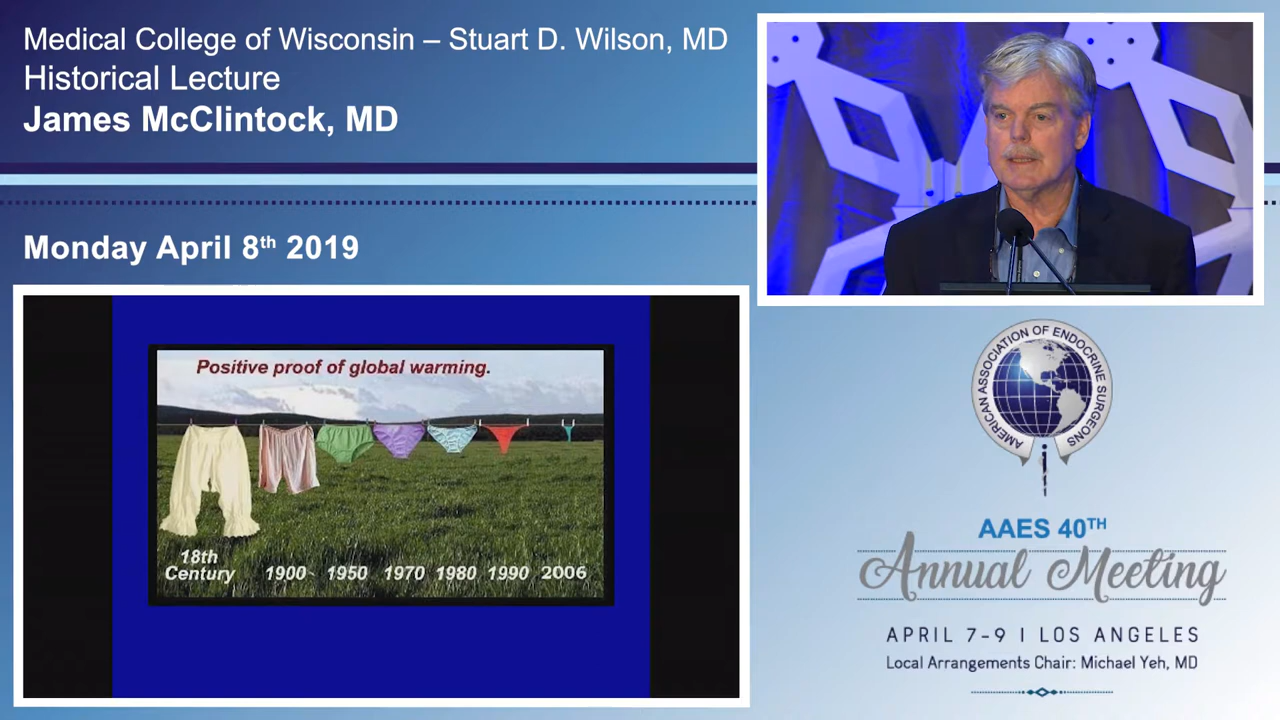 Medical College of Wisconsin – Stuart D. Wilson, MD
Historical Lecture
James McClintock, MD
Monday April 8th 2019
Positive proof of global warming.
18th
Century 1900 1950 1970 1980 1990 2006
AMERICAN ASSOCIATION OF ENDOCRINE SURGEONS
AAES 40TH
Annual Meeting
APRIL 7-9 I LOS ANGELES
Local Arrangements Chair: Michael Yeh, MD